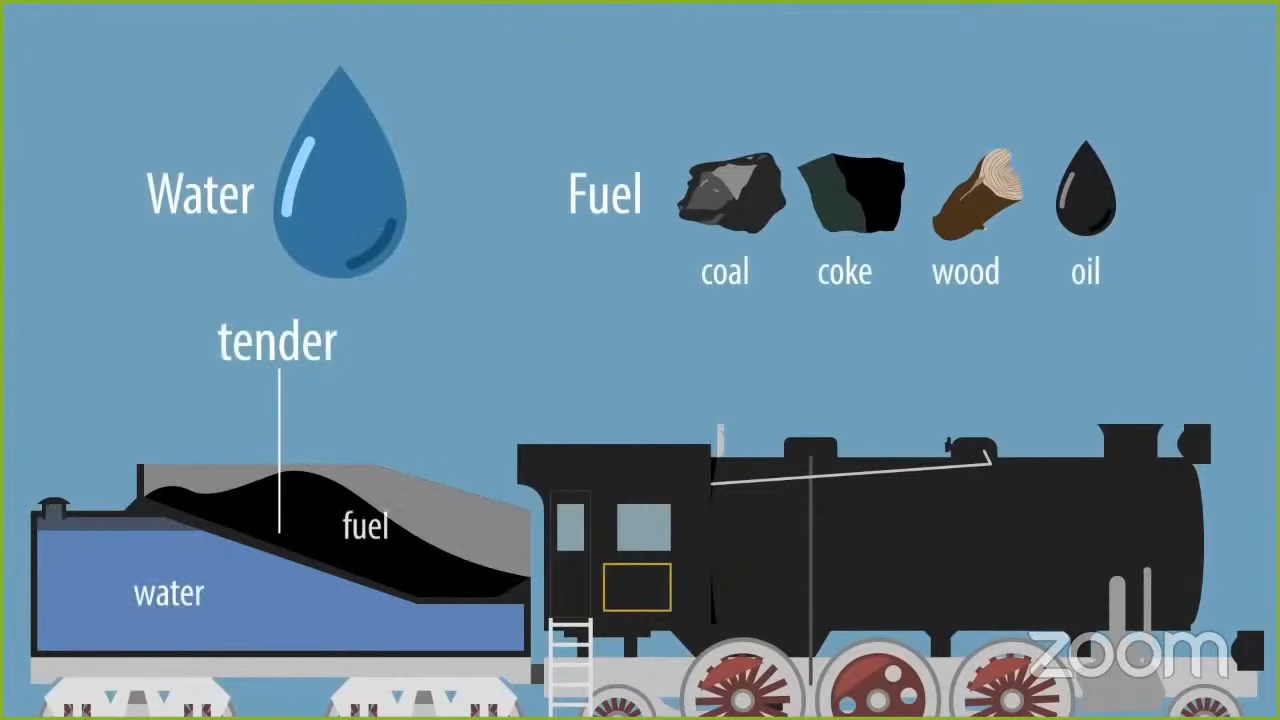 Water
Fuel
coal
coke
wood
oil
tender
fuel
water
zoom